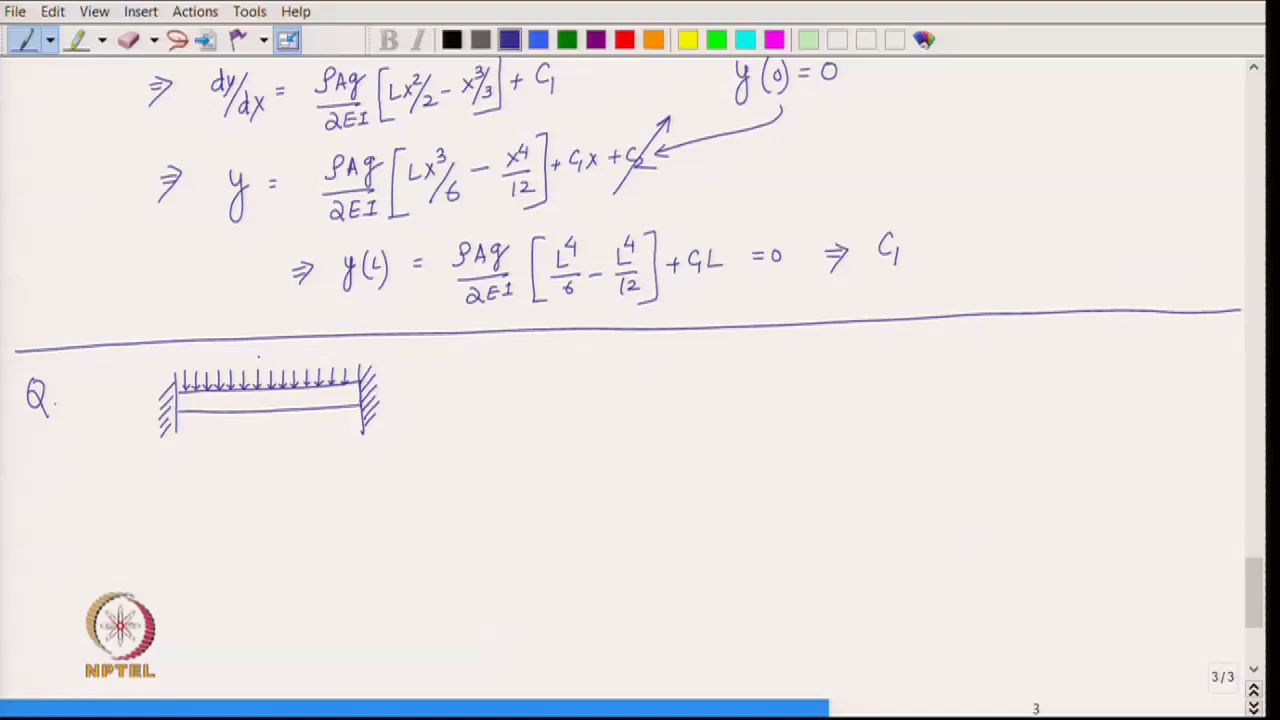 File Edit View Insert Actions Tools Help
B I
⇒ dy/dx = ρAg/2EI [Lx²/2 − x³/3] + C₁ y(0) = 0
⇒ y = ρAg/2EI [Lx³/6 − x⁴/12] + C₁x + C₂
⇒ y(L) = ρAg/2EI [L⁴/6 − L⁴/12] + C₁L = 0 ⇒ C₁
Q.
NPTEL
3/3
3